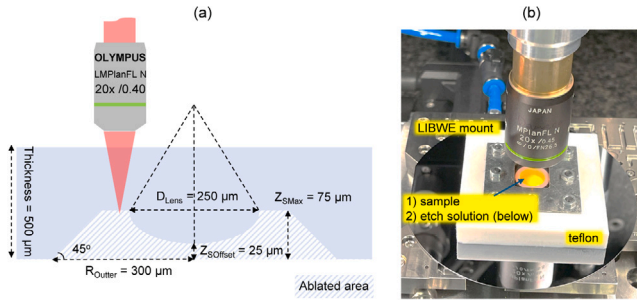 (a)
OLYMPUS
LMPlanFL N
20x /0.40
Thickness = 500 µm
D_Lens = 250 µm
Z_SMax = 75 µm
Z_SOffset = 25 µm
45°
R_Outter = 300 µm
Ablated area
(b)
JAPAN
MPlanFL N
20x/0.45
LIBWE mount
1) sample
2) etch solution (below)
teflon